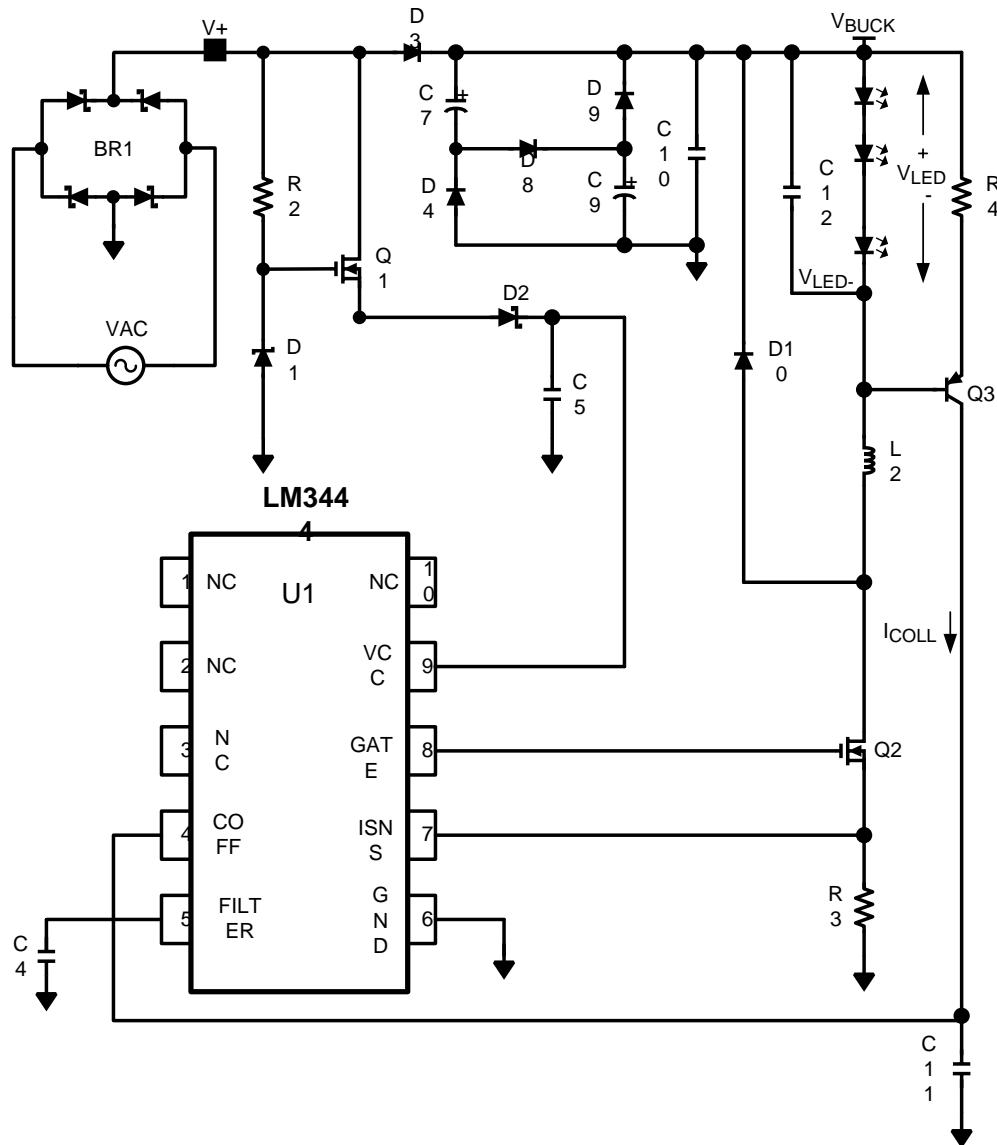 V+
D
3
VBUCK
BR1
C
7
+
D
9
C
1
0
D
8
D
4
C
9
+
R
2
Q
1
C
1
2
+
VLED
-
R
4
VLED-
VAC
D
1
D2
C
5
D1
0
Q3
L
2
LM344
4
U1
1
NC
NC
1
0
2
NC
VC
C
9
ICOLL
3
N
C
GAT
E
8
Q2
4
CO
FF
ISN
S
7
5
FILT
ER
G
N
D
6
R
3
C
4
C
1
1